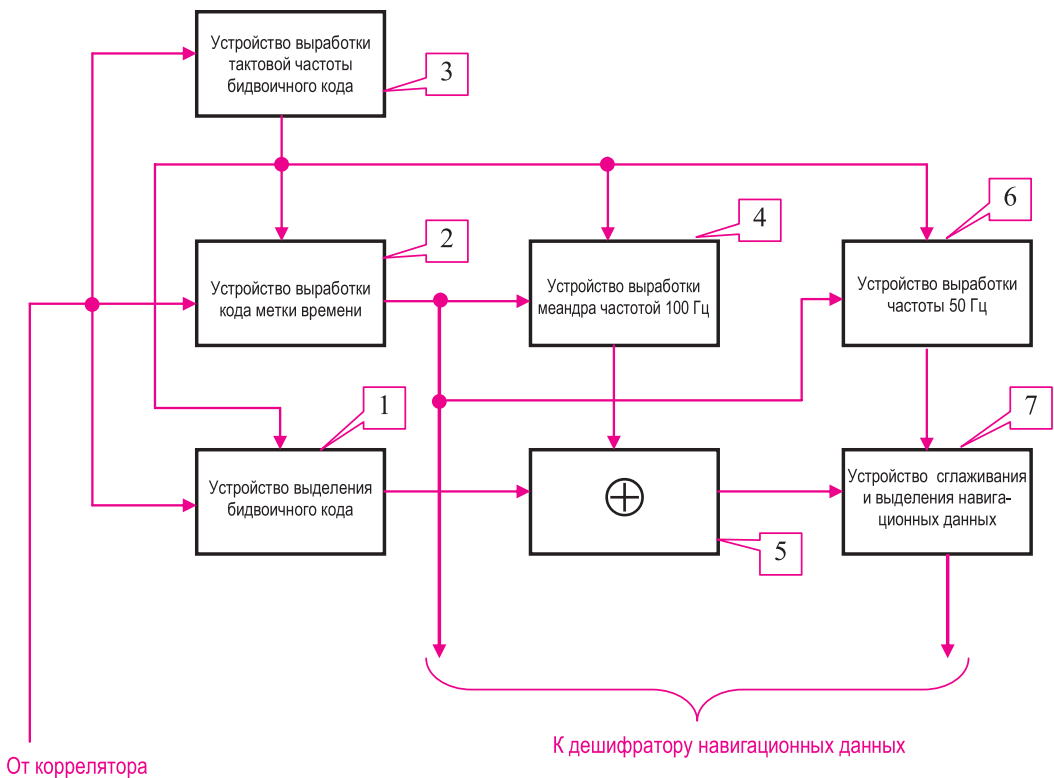 Устройство выработки
тактовой частоты
бидвоичного кода
3
6
2
4
Устройство выработки
кода метки времени
Устройство выработки
меандра частотой 100 Гц
Устройство выработки
частоты 50 Гц
1
7
Устройство выделения
бидвоичного кода
Устройство сглаживания
и выделения навига-
ционных данных
5
К дешифратору навигационных данных
От коррелятора